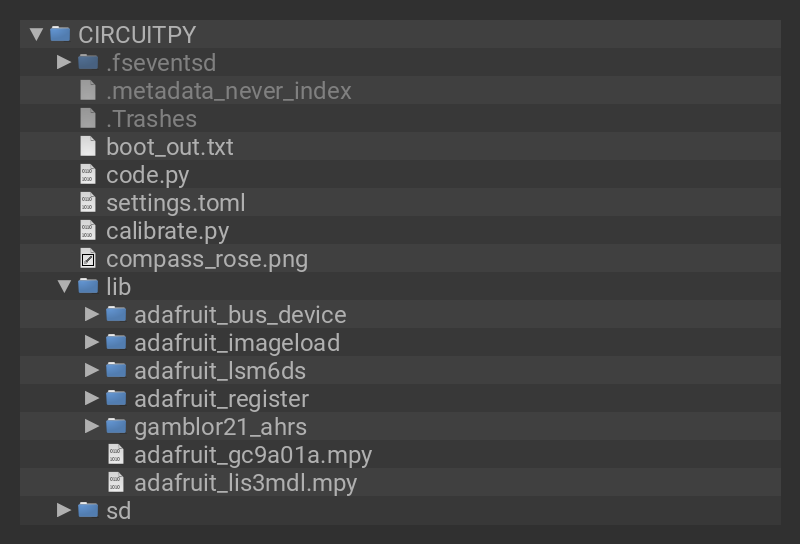 CIRCUITPY
.fseventsd
.metadata_never_index
.Trashes
boot_out.txt
code.py
settings.toml
calibrate.py
compass_rose.png
lib
adafruit_bus_device
adafruit_imageload
adafruit_lsm6ds
adafruit_register
gamblor21_ahrs
adafruit_gc9a01a.mpy
adafruit_lis3mdl.mpy
sd